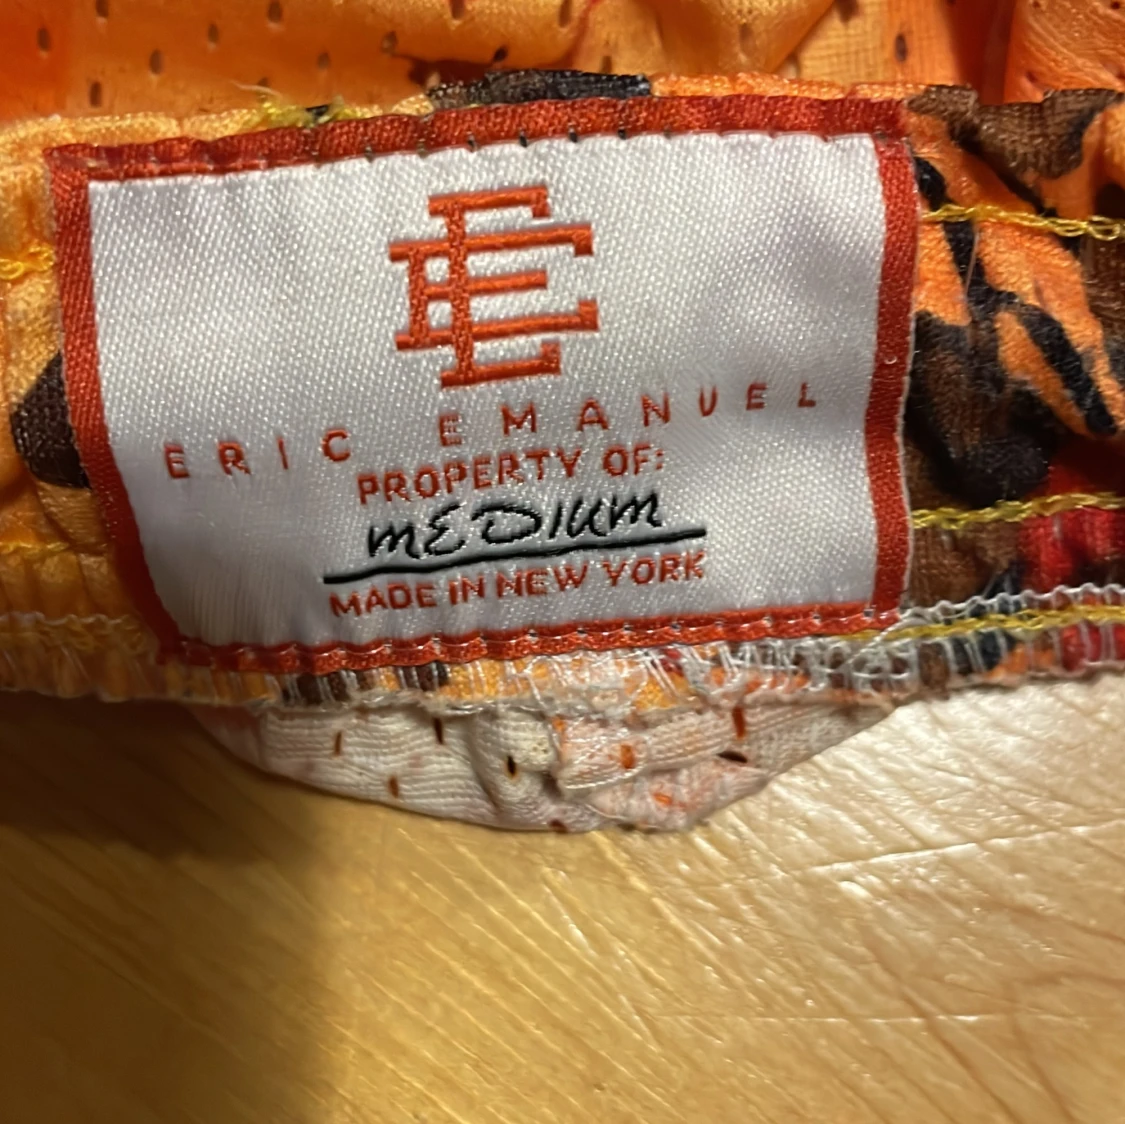 EE
ERIC EMANUEL
PROPERTY OF:
MEDIUM
MADE IN NEW YORK